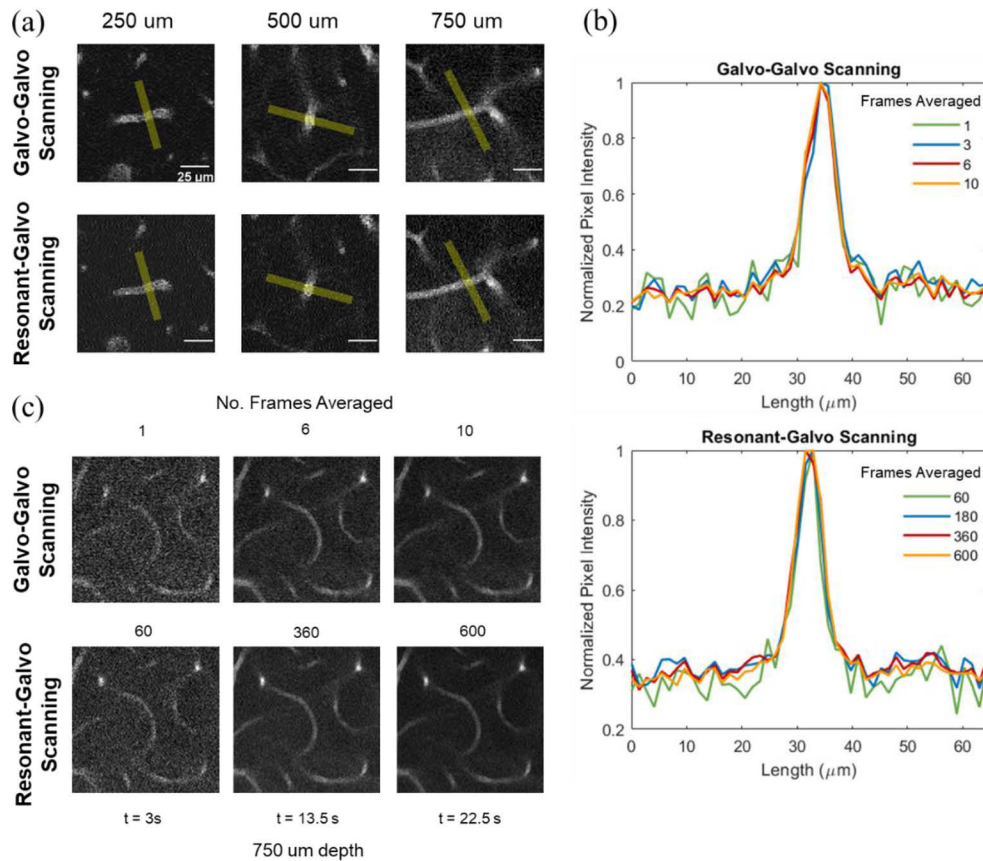 (a)
250 um
500 um
750 um
Galvo-Galvo
Scanning
25 μm
Resonant-Galvo
Scanning
(b)
Galvo-Galvo Scanning
Normalized Pixel Intensity
1
0.8
0.6
0.4
0.2
0
0
10
20
30
40
50
60
Length (μm)
Frames Averaged
1
3
6
10
Resonant-Galvo Scanning
Normalized Pixel Intensity
1
0.8
0.6
0.4
0.2
0
10
20
30
40
50
60
Length (μm)
Frames Averaged
60
180
360
600
(c)
No. Frames Averaged
1
6
10
Galvo-Galvo
Scanning
60
360
600
Resonant-Galvo
Scanning
t = 3s
t = 13.5 s
t = 22.5 s
750 um depth